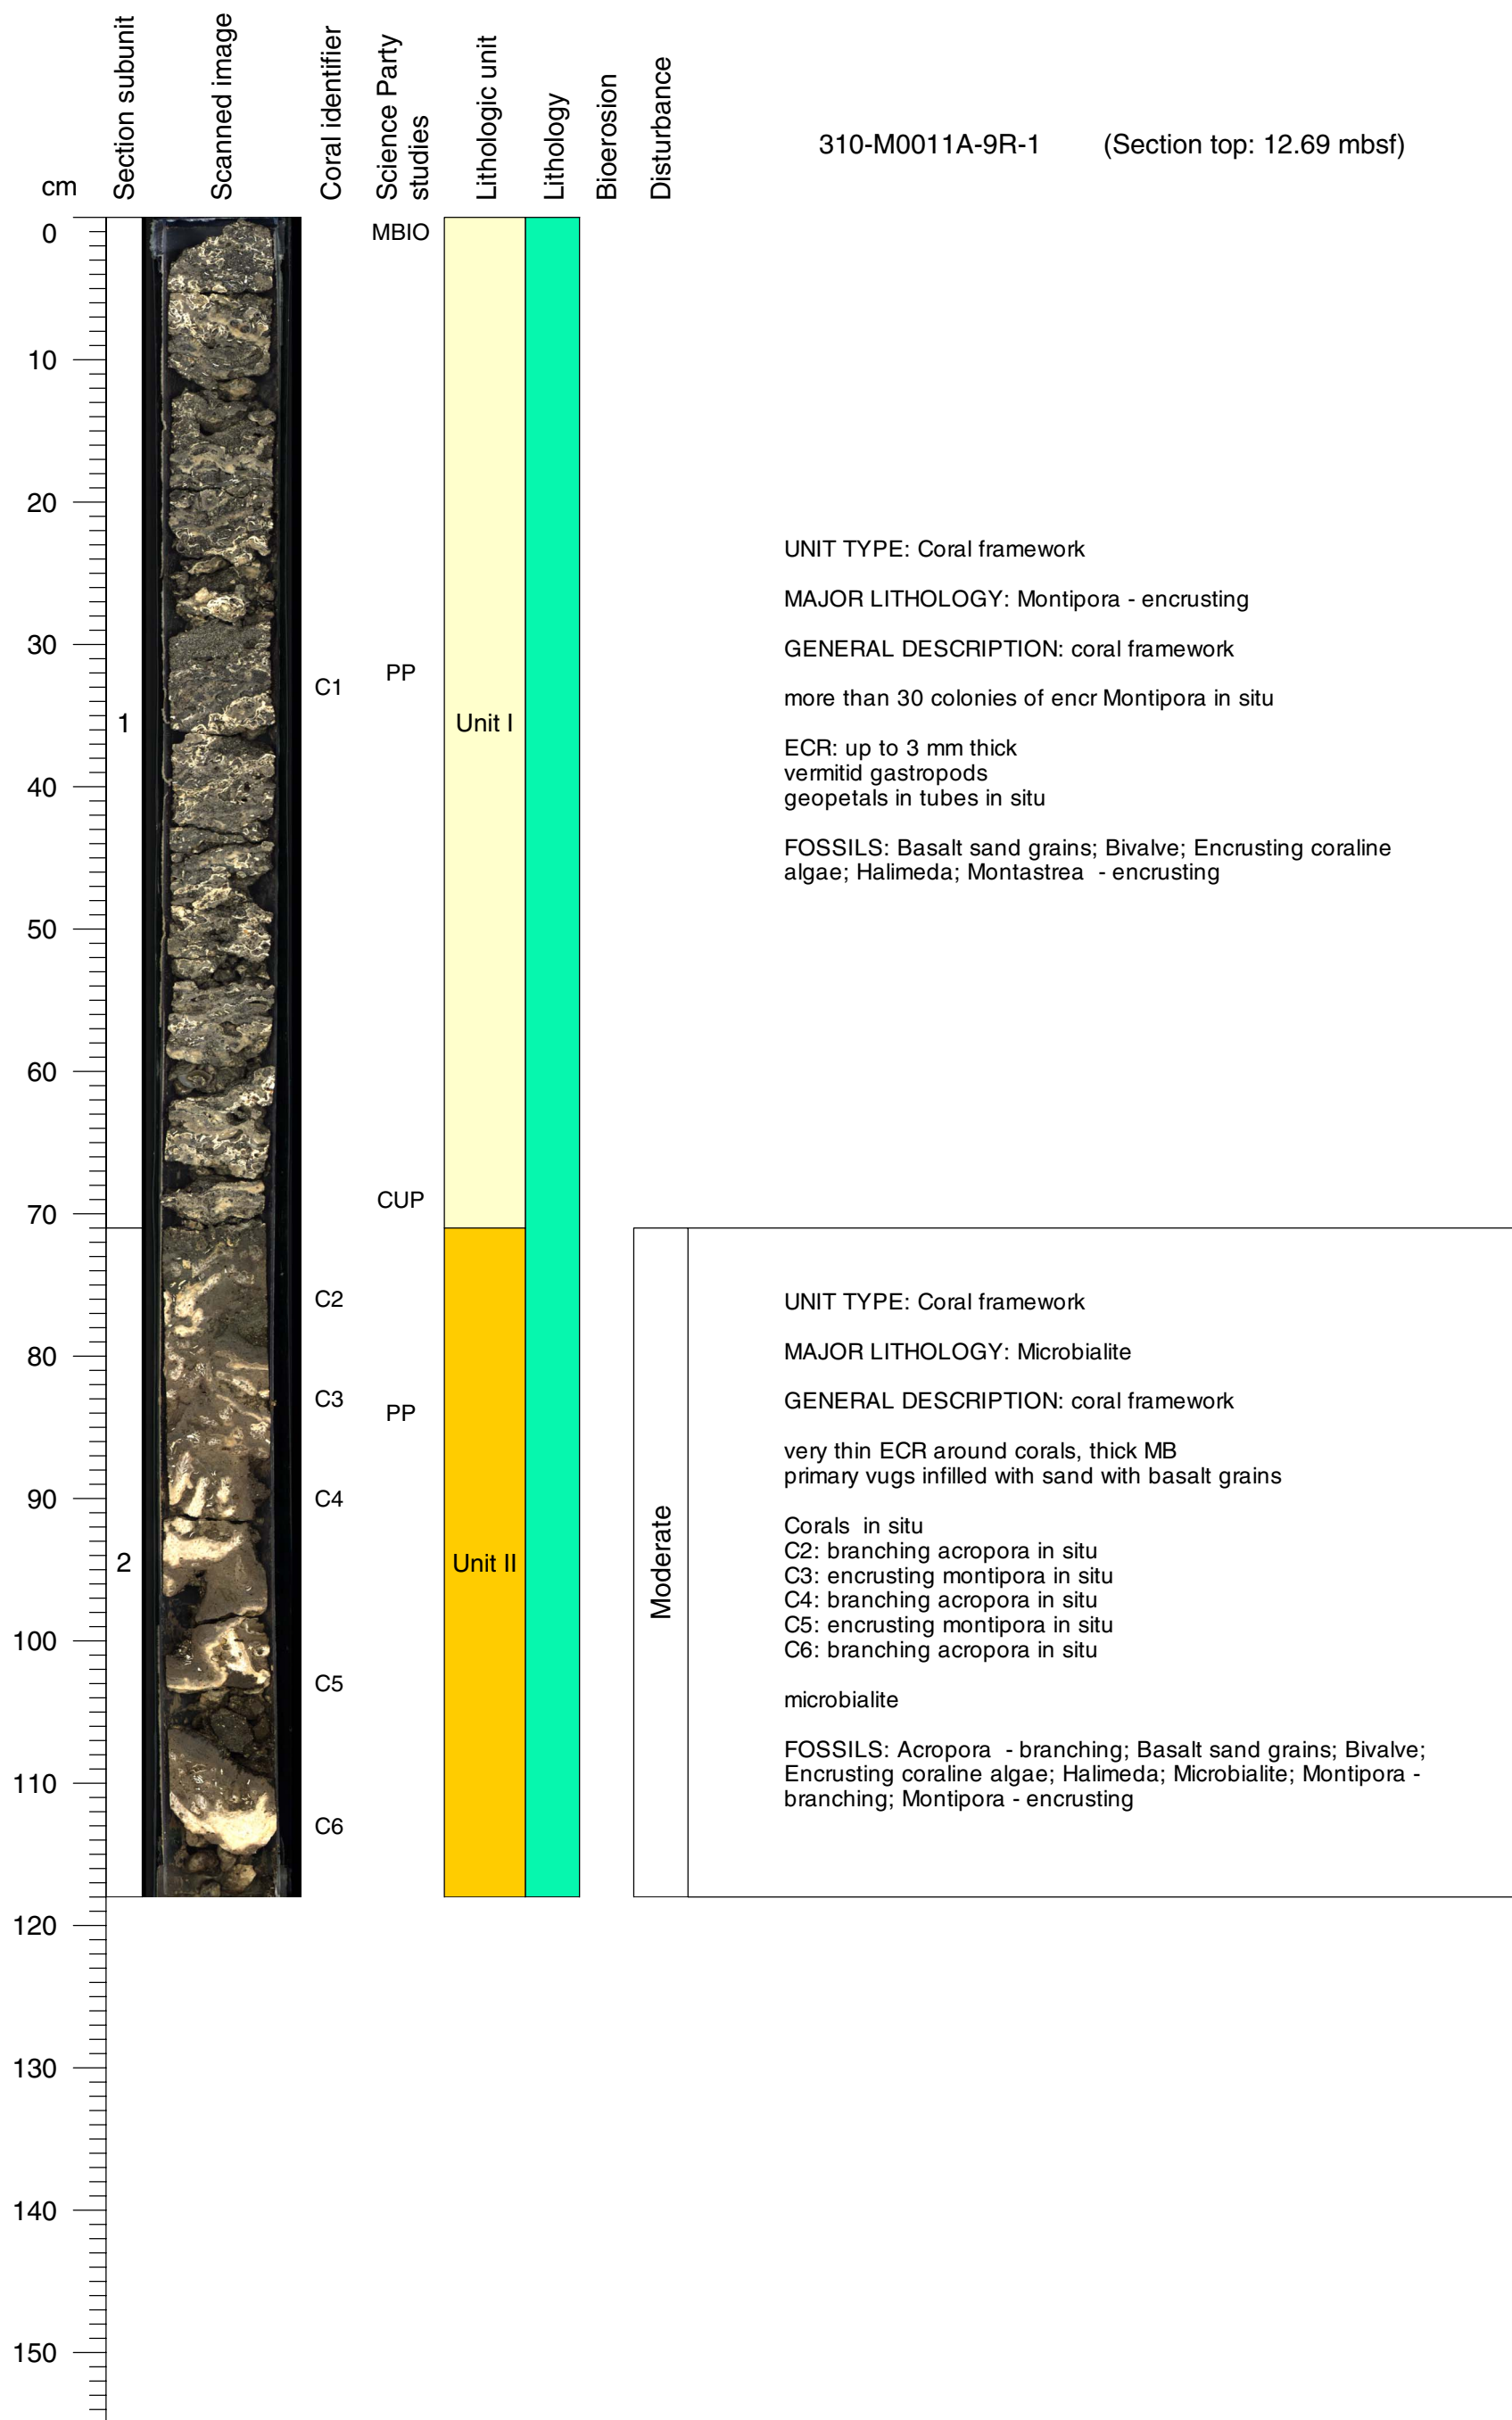 cm
Section subunit
Scanned image
Coral identifier
Science Party
studies
Lithologic unit
Lithology
Bioerosion
Disturbance
310-M0011A-9R-1 (Section top: 12.69 mbsf)
0
10
20
30
40
50
60
70
80
90
100
110
120
130
140
150
1
2
C1
C2
C3
C4
C5
C6
MBIO
PP
CUP
PP
Unit I
Unit II
Moderate
UNIT TYPE: Coral framework
MAJOR LITHOLOGY: Montipora - encrusting
GENERAL DESCRIPTION: coral framework
more than 30 colonies of encr Montipora in situ
ECR: up to 3 mm thick
vermitid gastropods
geopetals in tubes in situ
FOSSILS: Basalt sand grains; Bivalve; Encrusting coraline
algae; Halimeda; Montastrea - encrusting
UNIT TYPE: Coral framework
MAJOR LITHOLOGY: Microbialite
GENERAL DESCRIPTION: coral framework
very thin ECR around corals, thick MB
primary vugs infilled with sand with basalt grains
Corals in situ
C2: branching acropora in situ
C3: encrusting montipora in situ
C4: branching acropora in situ
C5: encrusting montipora in situ
C6: branching acropora in situ
microbialite
FOSSILS: Acropora - branching; Basalt sand grains; Bivalve;
Encrusting coraline algae; Halimeda; Microbialite; Montipora -
branching; Montipora - encrusting